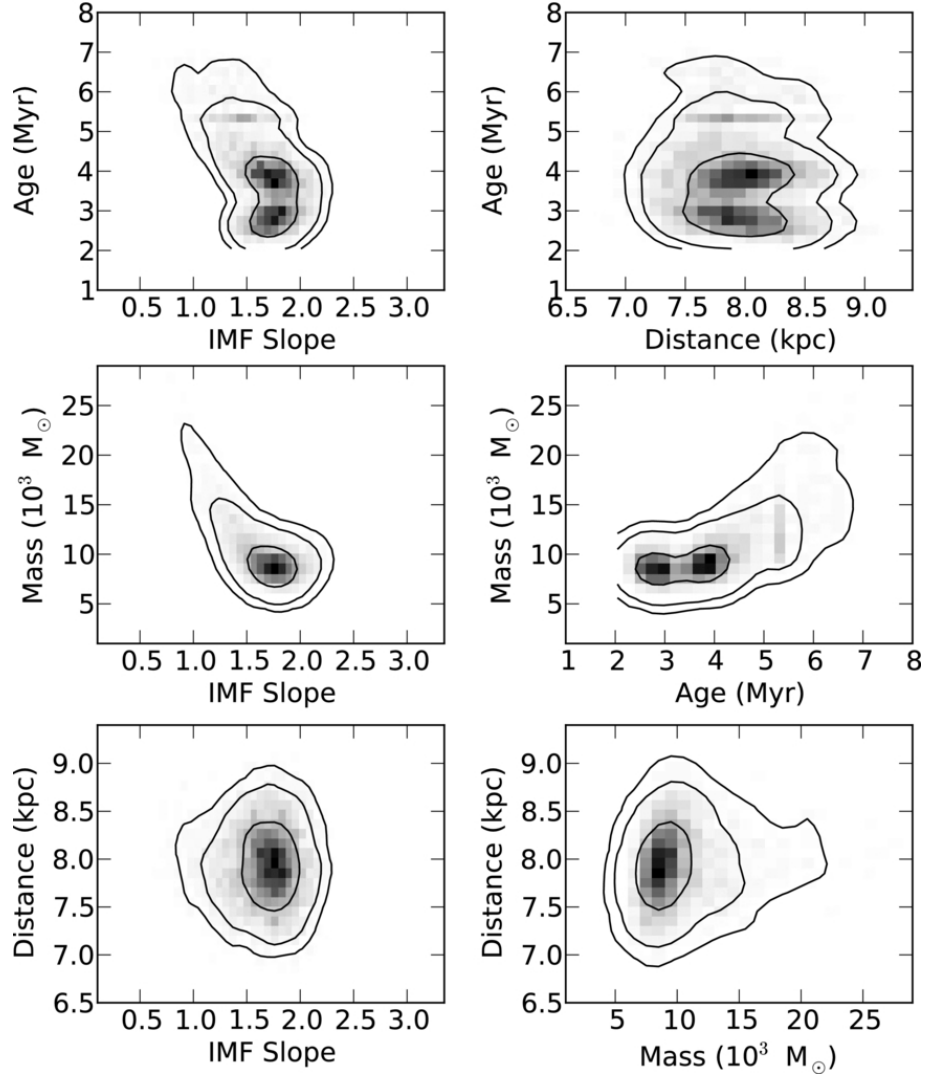 8
7
6
5
4
3
2
1
Age (Myr)
0.5 1.0 1.5 2.0 2.5 3.0
IMF Slope
8
7
6
5
4
3
2
1
Age (Myr)
6.5 7.0 7.5 8.0 8.5 9.0
Distance (kpc)
25
20
15
10
5
Mass (10³ M☉)
0.5 1.0 1.5 2.0 2.5 3.0
IMF Slope
25
20
15
10
5
Mass (10³ M☉)
1 2 3 4 5 6 7 8
Age (Myr)
9.0
8.5
8.0
7.5
7.0
6.5
Distance (kpc)
0.5 1.0 1.5 2.0 2.5 3.0
IMF Slope
9.0
8.5
8.0
7.5
7.0
6.5
Distance (kpc)
5 10 15 20 25
Mass (10³ M☉)